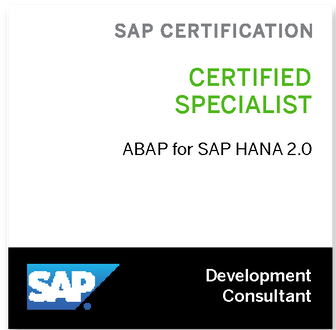 SAP CERTIFICATION
CERTIFIED
SPECIALIST
ABAP for SAP HANA 2.0
SAP
Development
Consultant